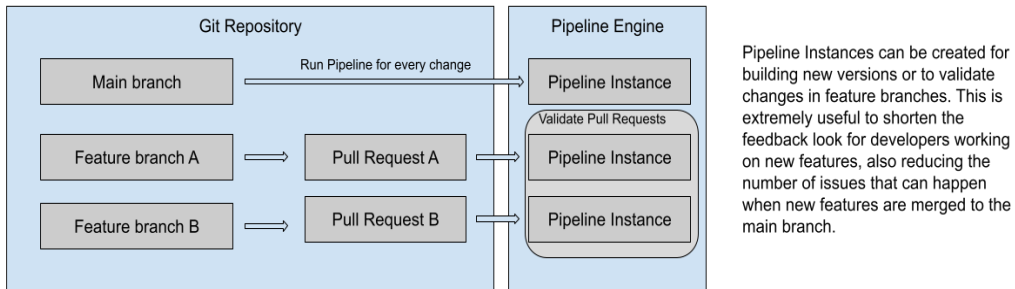 Git Repository
Pipeline Engine
Main branch
Run Pipeline for every change
Pipeline Instance
Validate Pull Requests
Feature branch A
Pull Request A
Pipeline Instance
Feature branch B
Pull Request B
Pipeline Instance
Pipeline Instances can be created for
building new versions or to validate
changes in feature branches. This is
extremely useful to shorten the
feedback look for developers working
on new features, also reducing the
number of issues that can happen
when new features are merged to the
main branch.